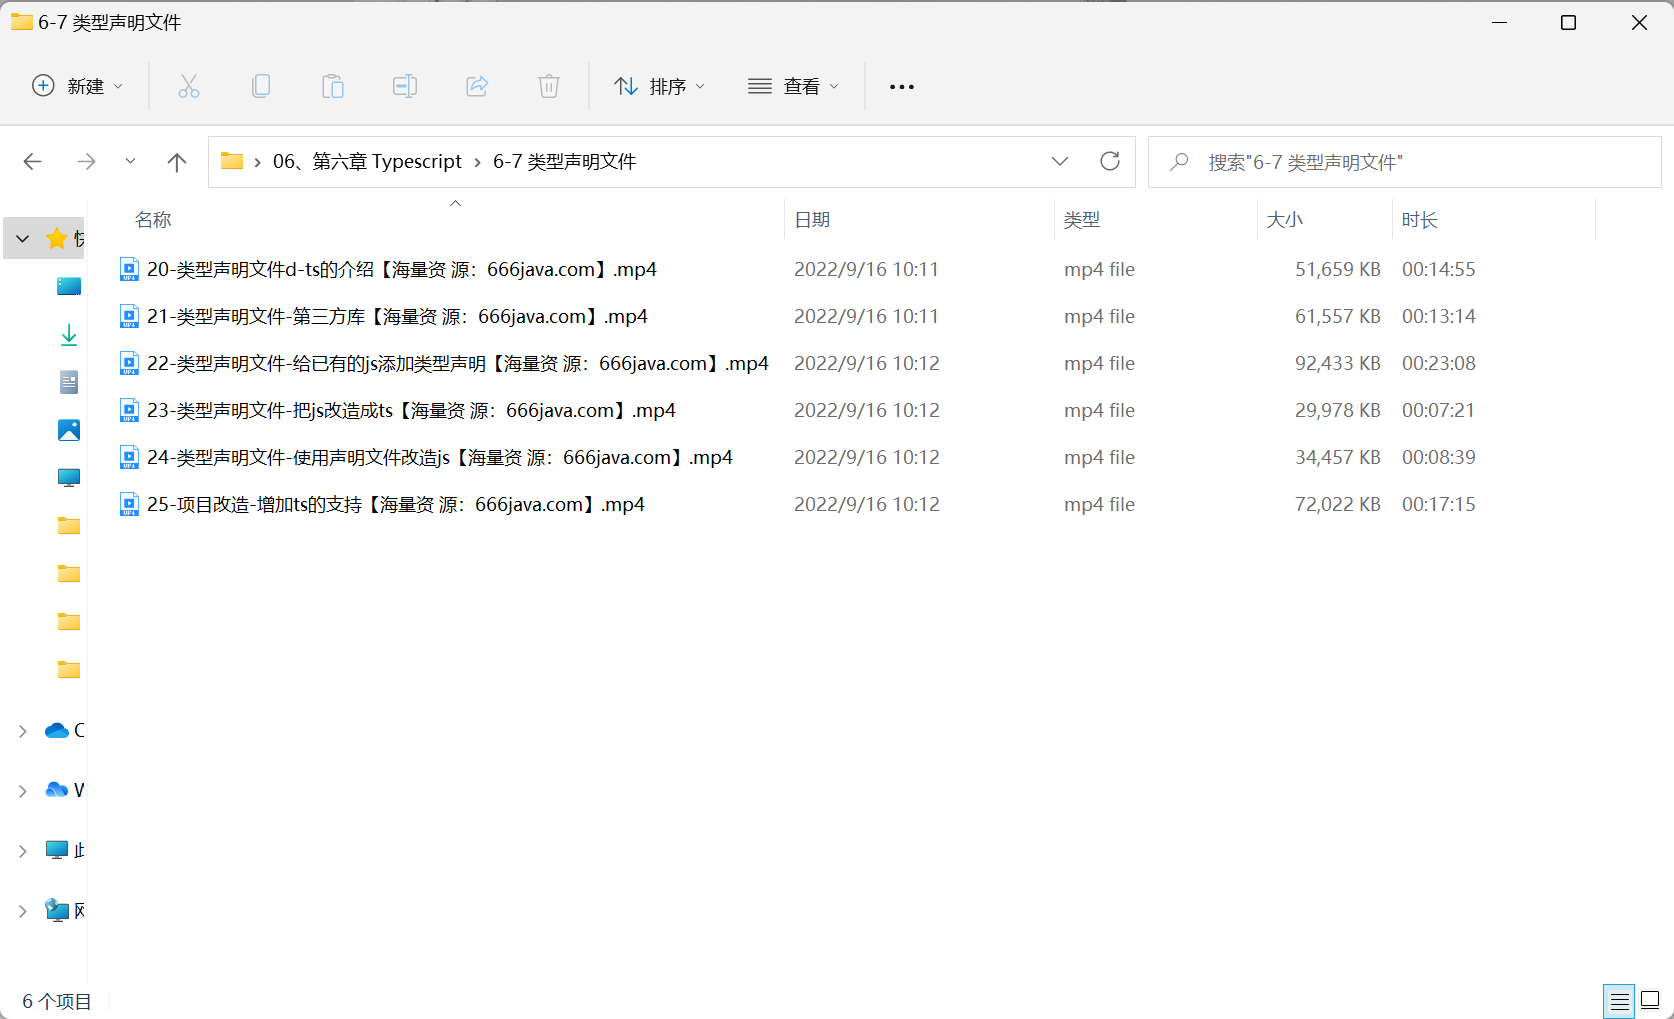 6-7 类型声明文件
新建 排序 查看
06、第六章 Typescript 6-7 类型声明文件 搜索"6-7 类型声明文件"
名称 日期 类型 大小 时长
20-类型声明文件d-ts的介绍【海量资 源：666java.com】.mp4 2022/9/16 10:11 mp4 file 51,659 KB 00:14:55
21-类型声明文件-第三方库【海量资 源：666java.com】.mp4 2022/9/16 10:11 mp4 file 61,557 KB 00:13:14
22-类型声明文件-给已有的js添加类型声明【海量资 源：666java.com】.mp4 2022/9/16 10:12 mp4 file 92,433 KB 00:23:08
23-类型声明文件-把js改造成ts【海量资 源：666java.com】.mp4 2022/9/16 10:12 mp4 file 29,978 KB 00:07:21
24-类型声明文件-使用声明文件改造js【海量资 源：666java.com】.mp4 2022/9/16 10:12 mp4 file 34,457 KB 00:08:39
25-项目改造-增加ts的支持【海量资 源：666java.com】.mp4 2022/9/16 10:12 mp4 file 72,022 KB 00:17:15
6 个项目